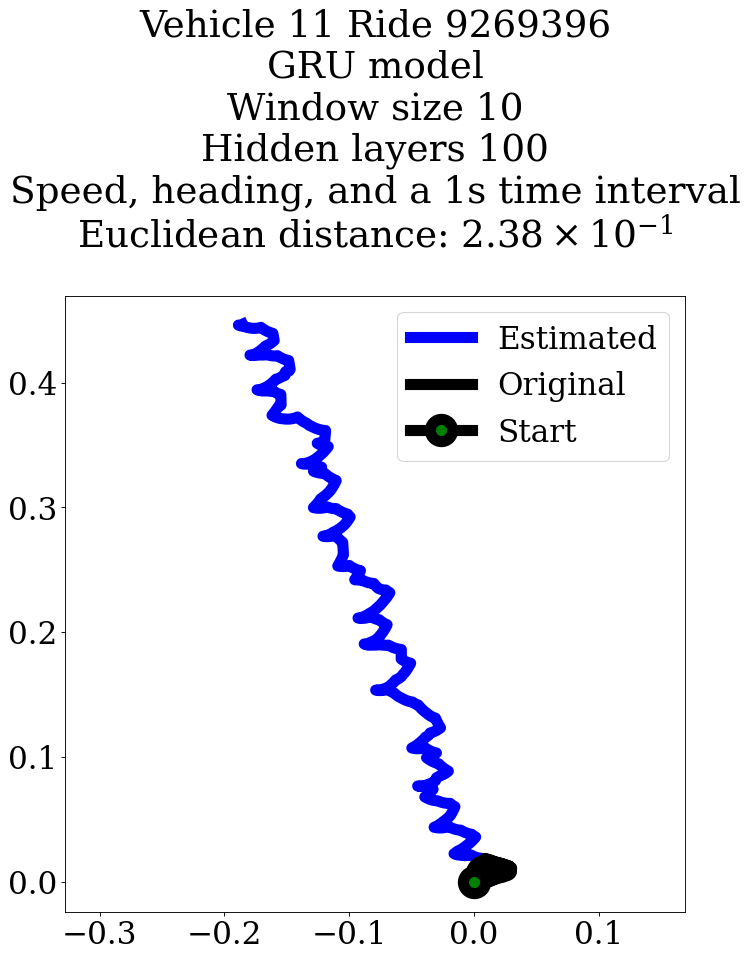 Vehicle 11 Ride 9269396
GRU model
Window size 10
Hidden layers 100
Speed, heading, and a 1s time interval
Euclidean distance: 2.38 × 10⁻¹
Estimated
Original
Start
0.4
0.3
0.2
0.1
0.0
−0.3 −0.2 −0.1 0.0 0.1